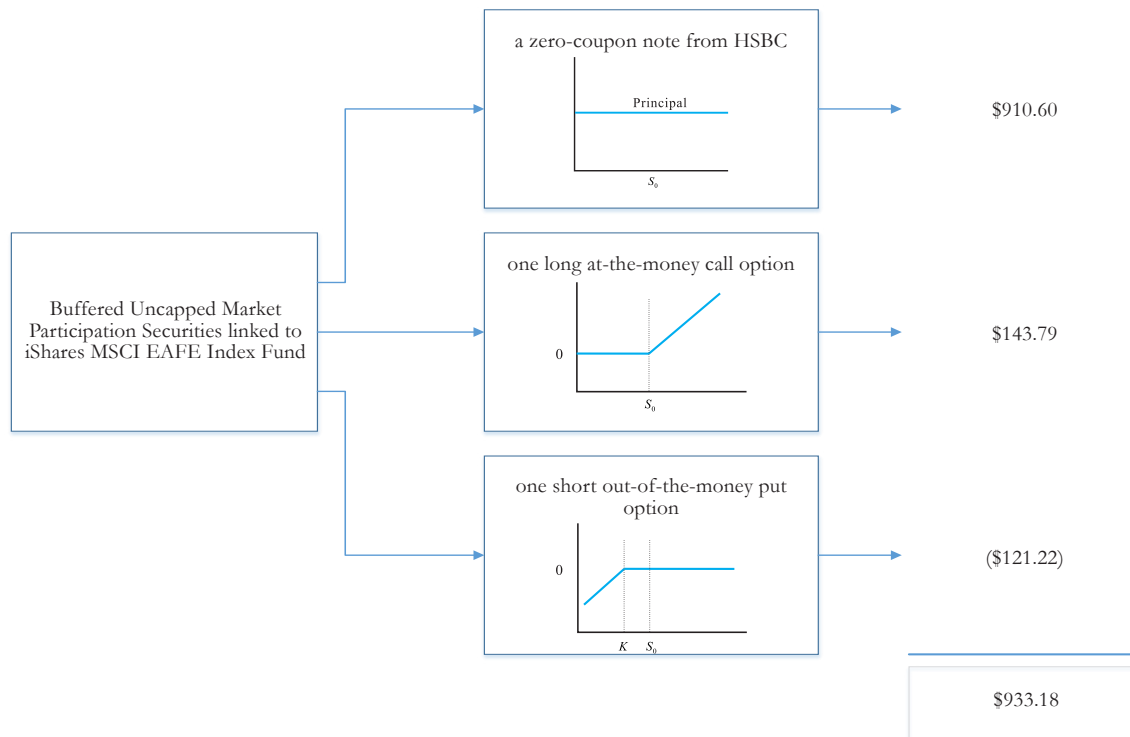 a zero-coupon note from HSBC
Principal
S₀
$910.60
Buffered Uncapped Market
Participation Securities linked to
iShares MSCI EAFE Index Fund
one long at-the-money call option
0
S₀
$143.79
one short out-of-the-money put
option
0
K S₀
($121.22)
$933.18